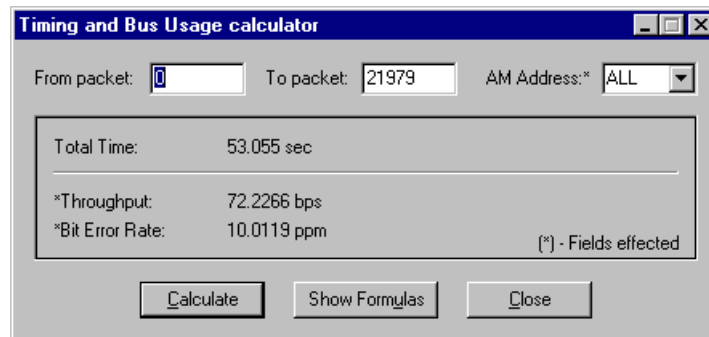 Timing and Bus Usage calculator
From packet: 0 To packet: 21979 AM Address:* ALL
Total Time: 53.055 sec
*Throughput: 72.2266 bps
*Bit Error Rate: 10.0119 ppm
(*) - Fields effected
Calculate Show Formulas Close